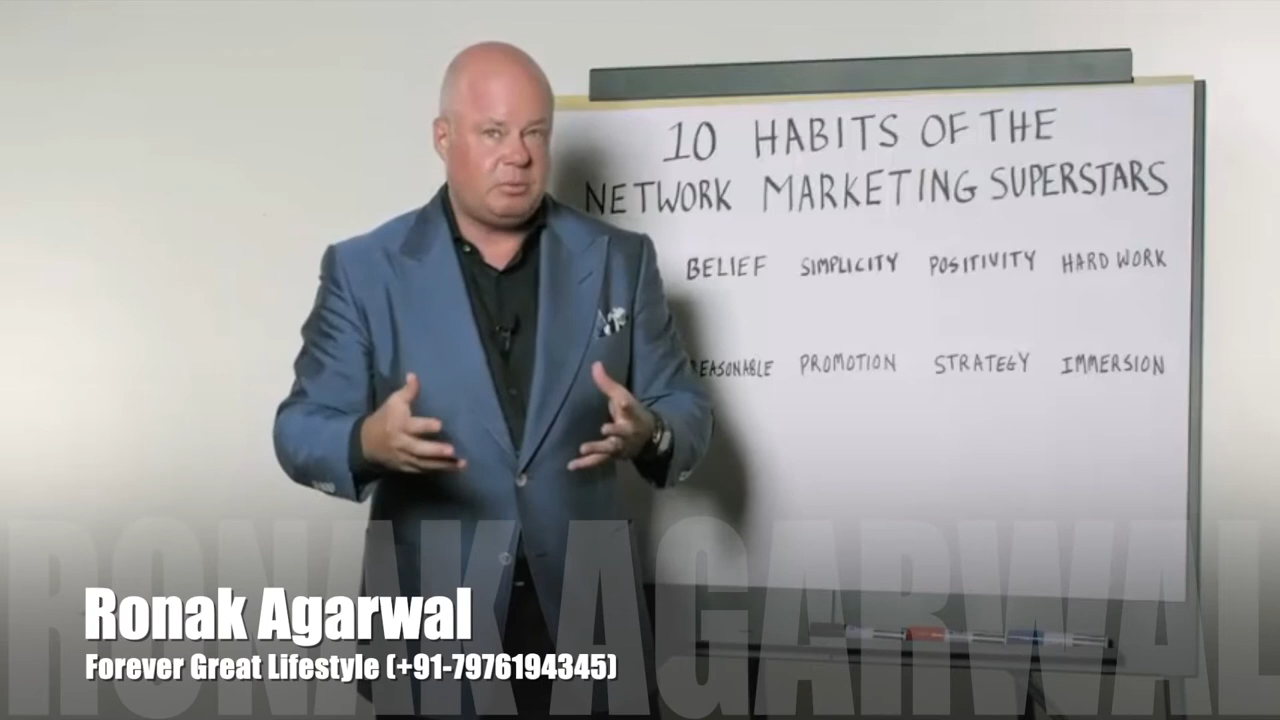 10 HABITS OF THE
NETWORK MARKETING SUPERSTARS
BELIEF SIMPLICITY POSITIVITY HARD WORK
EASONABLE PROMOTION STRATEGY IMMERSION
RONAK AGARWAL
Ronak Agarwal
Forever Great Lifestyle (+91-7976194345)